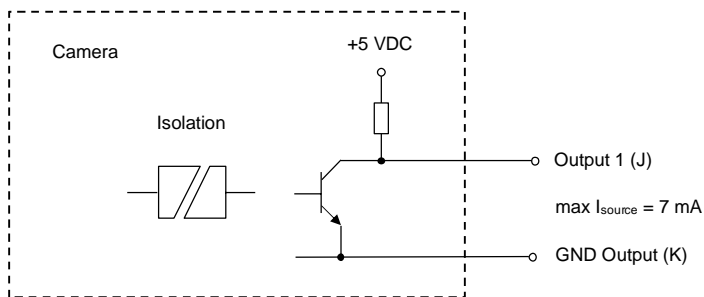 Camera
+5 VDC
Isolation
Output 1 (J)
max Isource = 7 mA
GND Output (K)